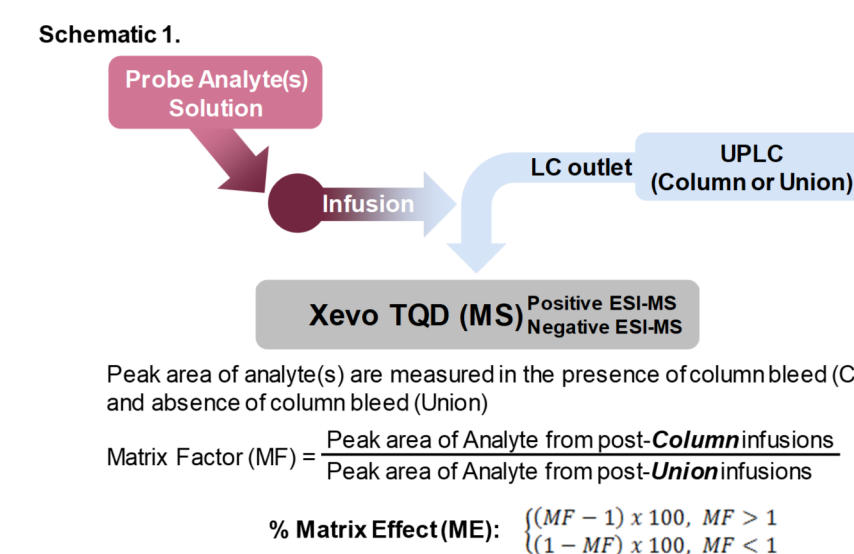 Schematic 1.
Probe Analyte(s)
Solution
UPLC
(Column or Union)
LC outlet
Infusion
Xevo TQD (MS) Positive ESI-MS
Negative ESI-MS
Peak area of analyte(s) are measured in the presence of column bleed (C
and absence of column bleed (Union)
Matrix Factor (MF) = Peak area of Analyte from post-Column infusions
Peak area of Analyte from post-Union infusions
% Matrix Effect (ME): {(MF − 1) x 100, MF > 1
(1 − MF) x 100, MF < 1